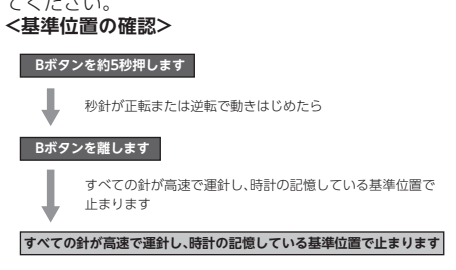 てください。
<基準位置の確認>
Bボタンを約5秒押します
秒針が正転または逆転で動きはじめたら
Bボタンを離します
すべての針が高速で運針し、時計の記憶している基準位置で
止まります
すべての針が高速で運針し、時計の記憶している基準位置で止まります